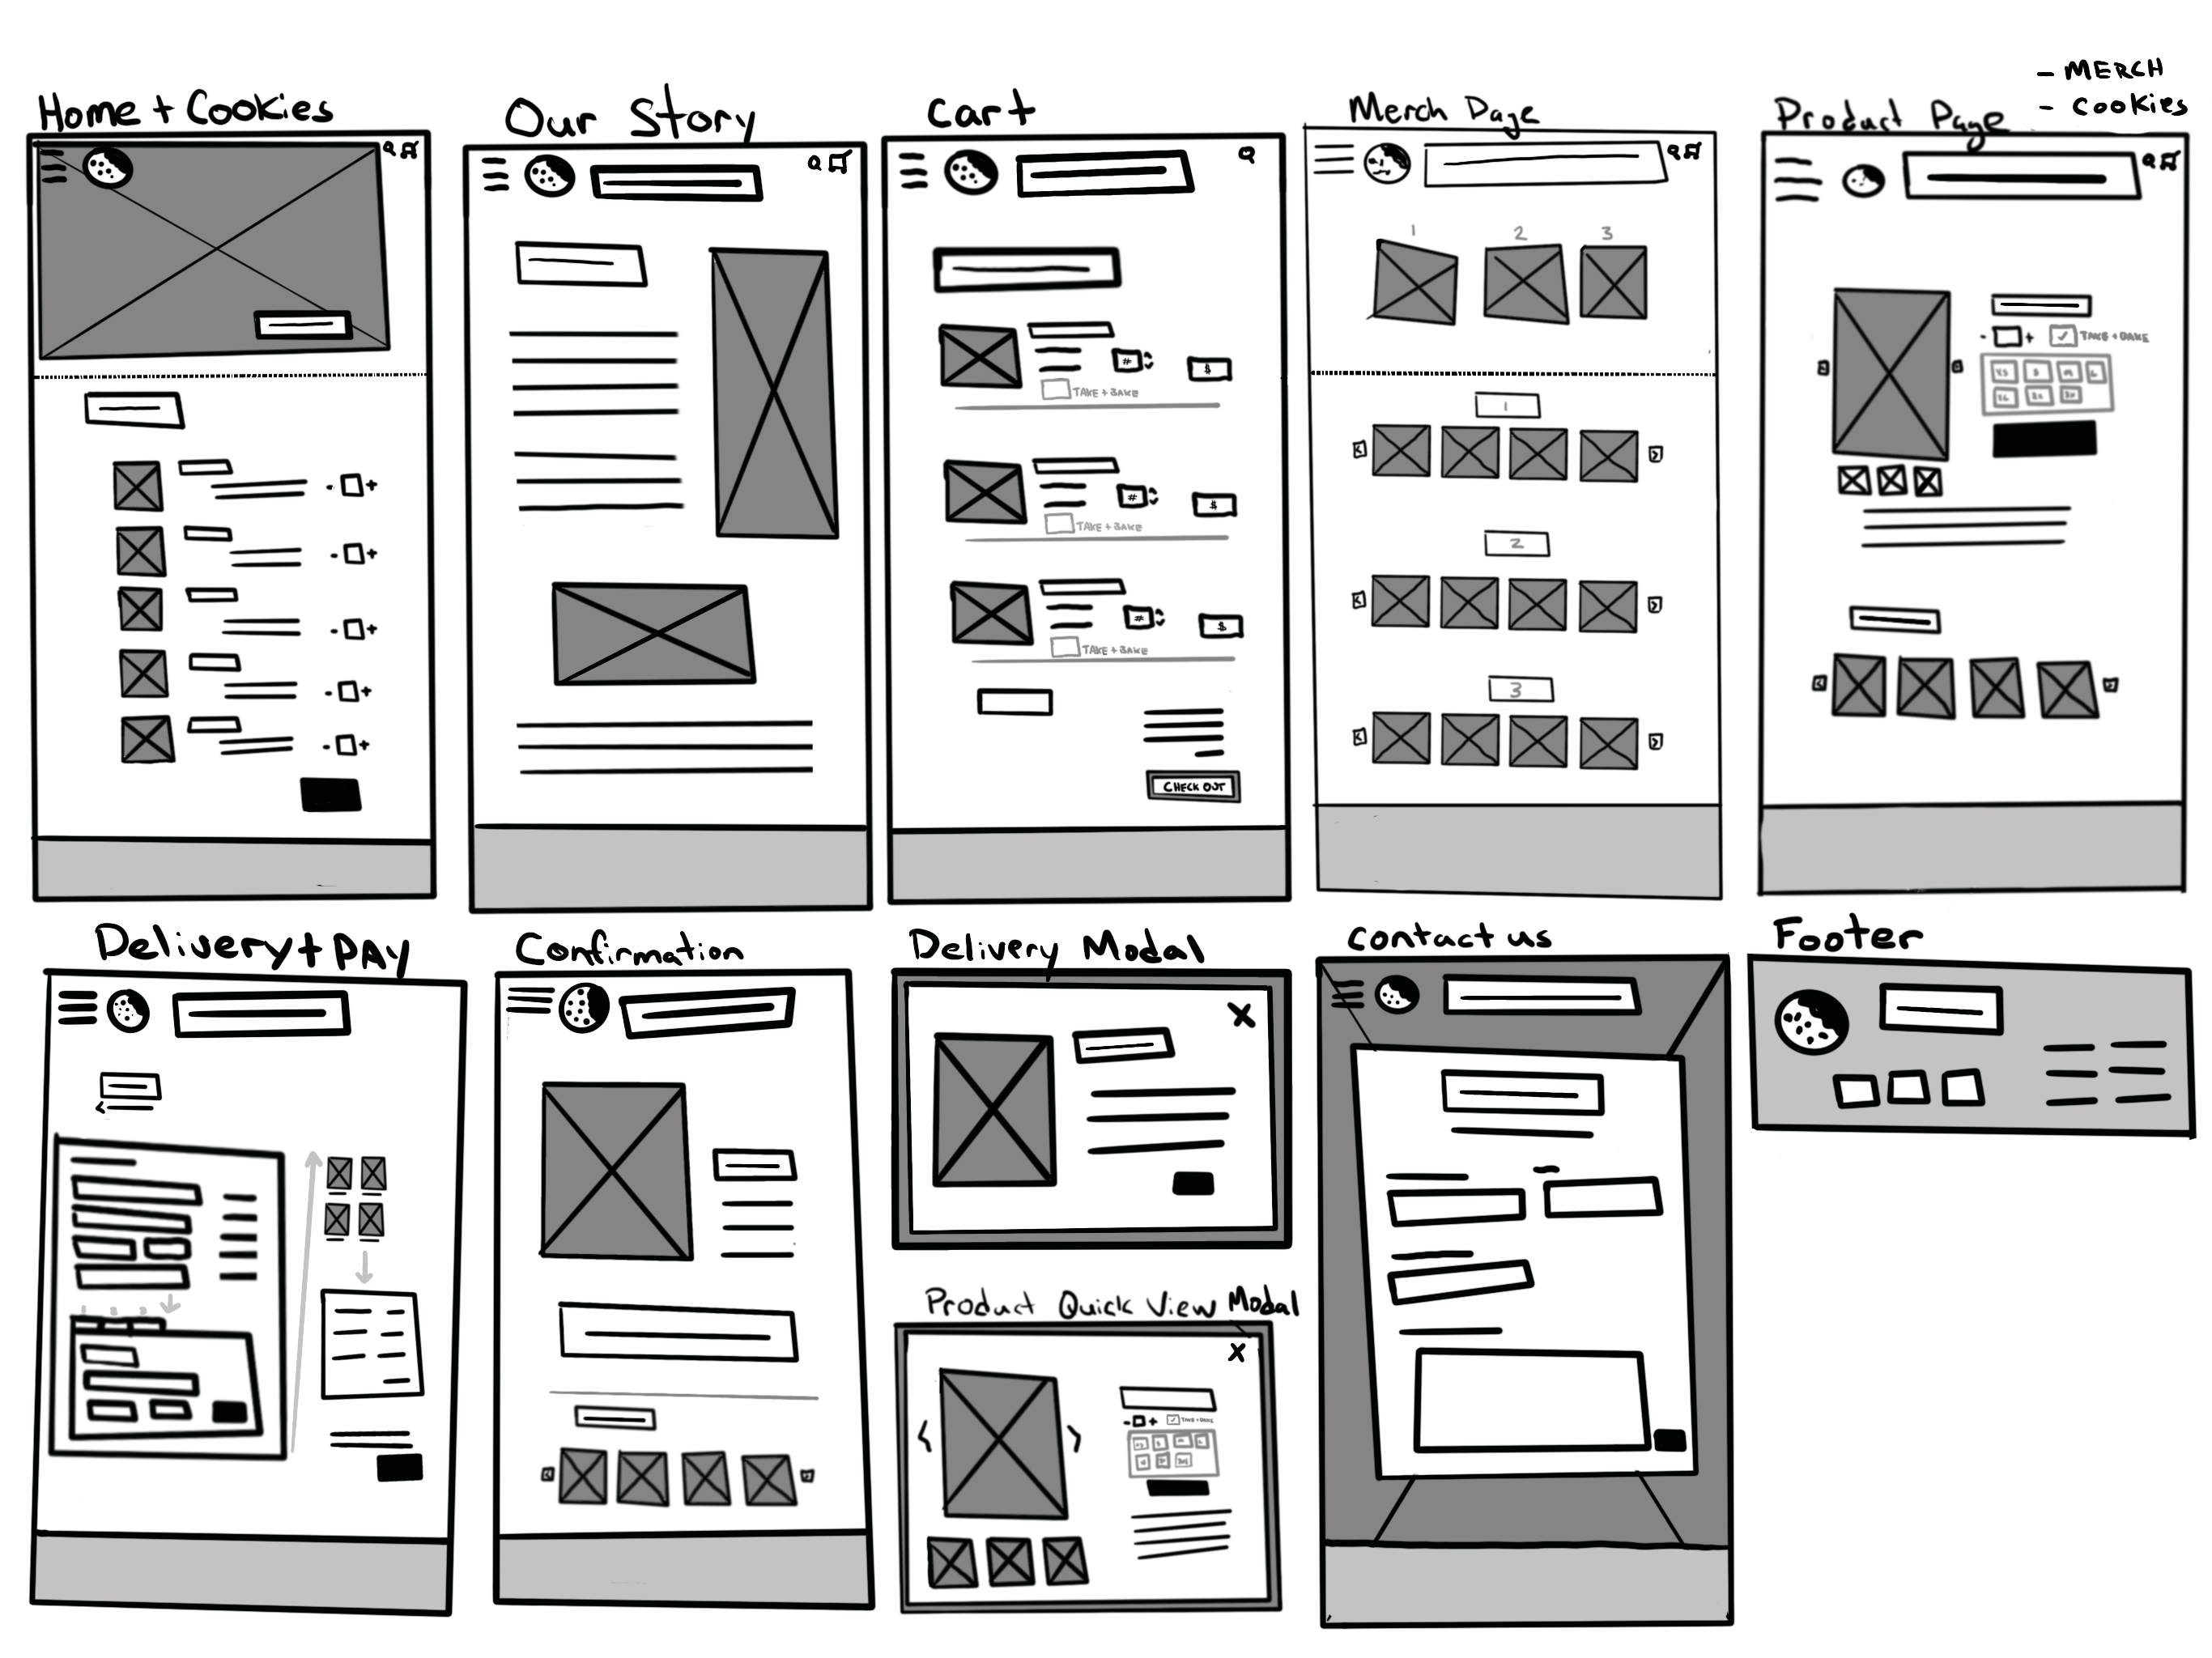 Home + Cookies
Our Story
Cart
Merch Page
Product Page
- MERCH
- COOKIES
#
$
TAKE + BAKE
#
$
TAKE + BAKE
#
$
TAKE + BAKE
CHECK OUT
1
2
3
1
2
3
- +
TAKE + BAKE
XS
S
M
L
- +
- +
- +
- +
- +
Delivery + PAY
Confirmation
Delivery Modal
X
Product Quick View Modal
X
- +
TAKE + BAKE
Contact us
Footer